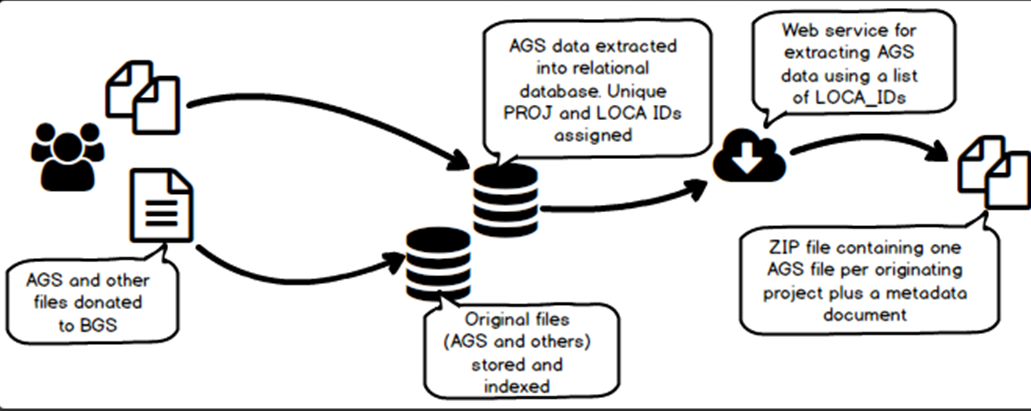 AGS data extracted
into relational
database. Unique
PROJ and LOCA IDs
assigned
Web service for
extracting AGS
data using a list
of LOCA_IDs
AGS and other
files donated
to BGS
Original files
(AGS and others)
stored and
indexed
ZIP file containing one
AGS file per originating
project plus a metadata
document